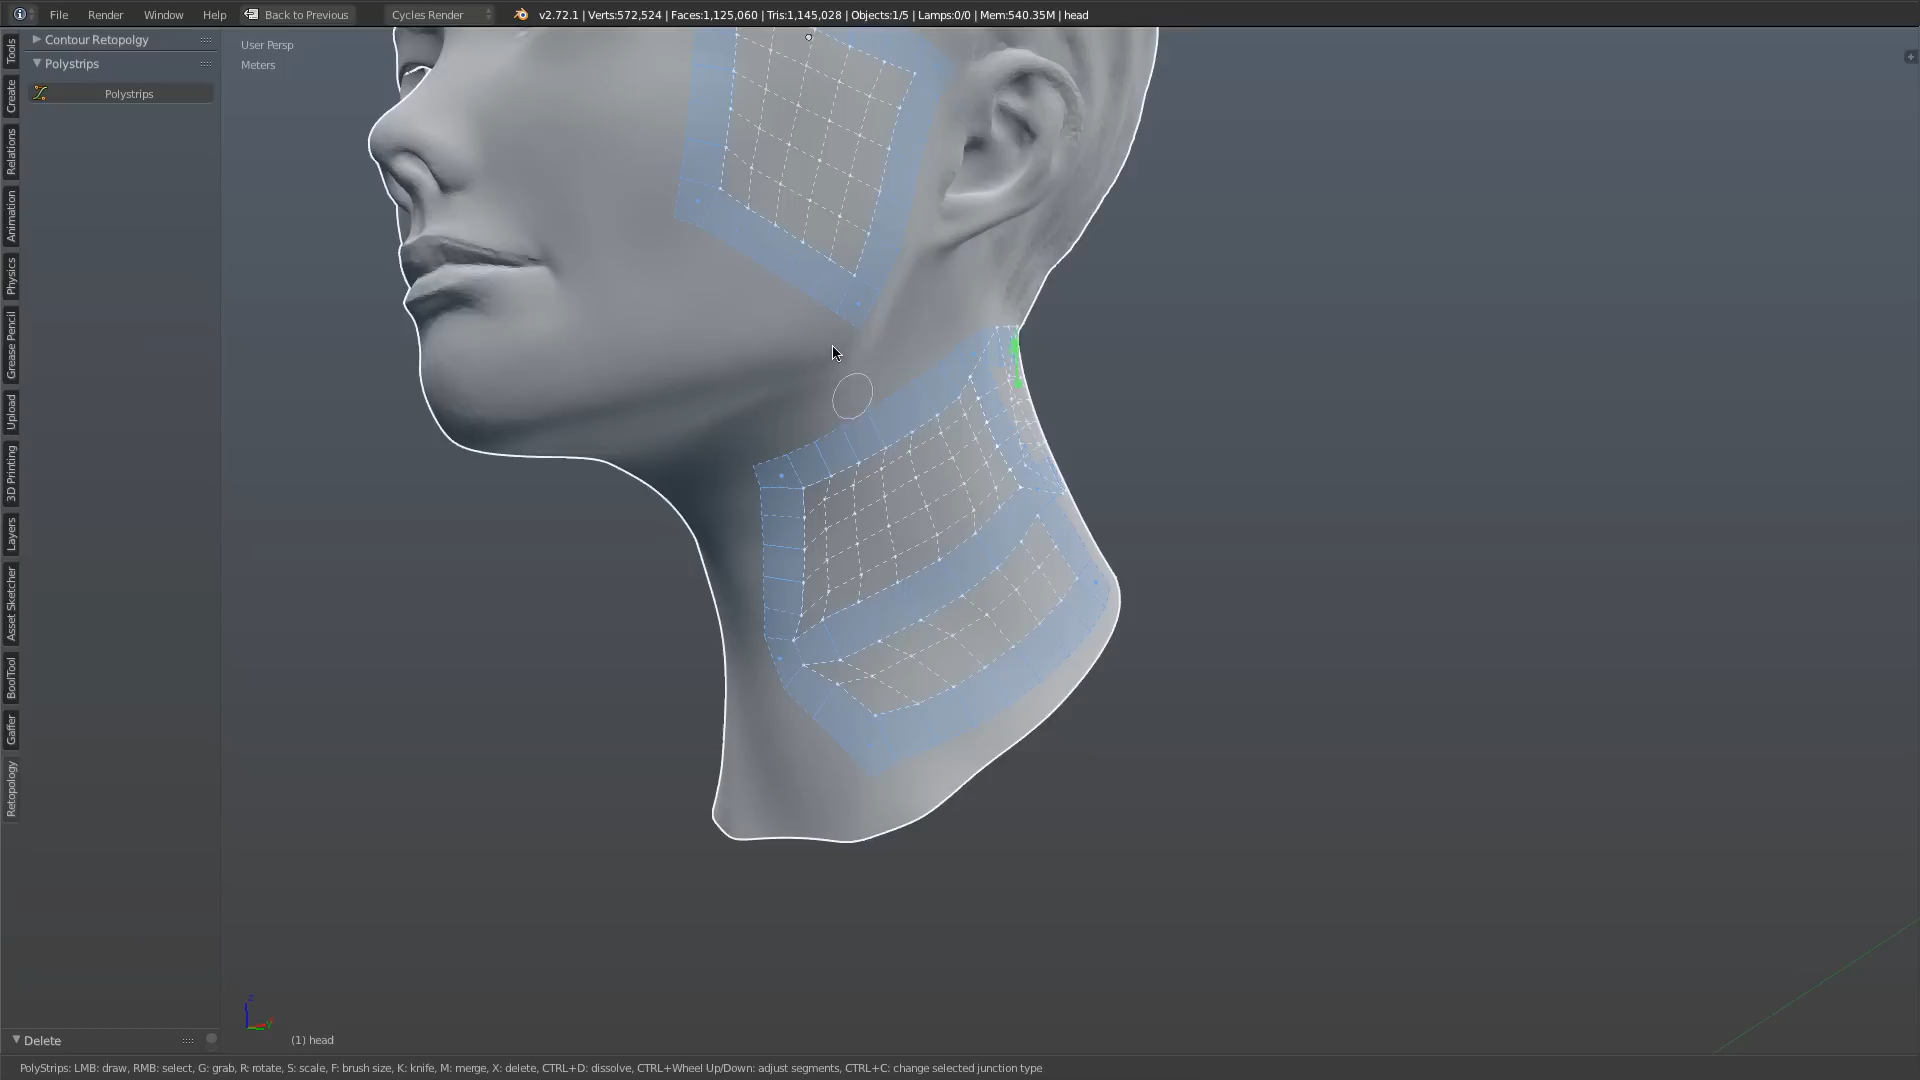 File Render Window Help Back to Previous Cycles Render v2.72.1 | Verts:572,524 | Faces:1,125,060 | Tris:1,145,028 | Objects:1/5 | Lamps:0/0 | Mem:540.35M | head
Contour Retopolgy
Polystrips
Polystrips
User Persp
Meters
Tools
Create
Relations
Animation
Physics
Grease Pencil
Upload
3D Printing
Layers
Asset Sketcher
BoolTool
Gaffer
Retopology
Delete
(1) head
PolyStrips: LMB: draw, RMB: select, G: grab, R: rotate, S: scale, F: brush size, K: knife, M: merge, X: delete, CTRL+D: dissolve, CTRL+Wheel Up/Down: adjust segments, CTRL+C: change selected junction type